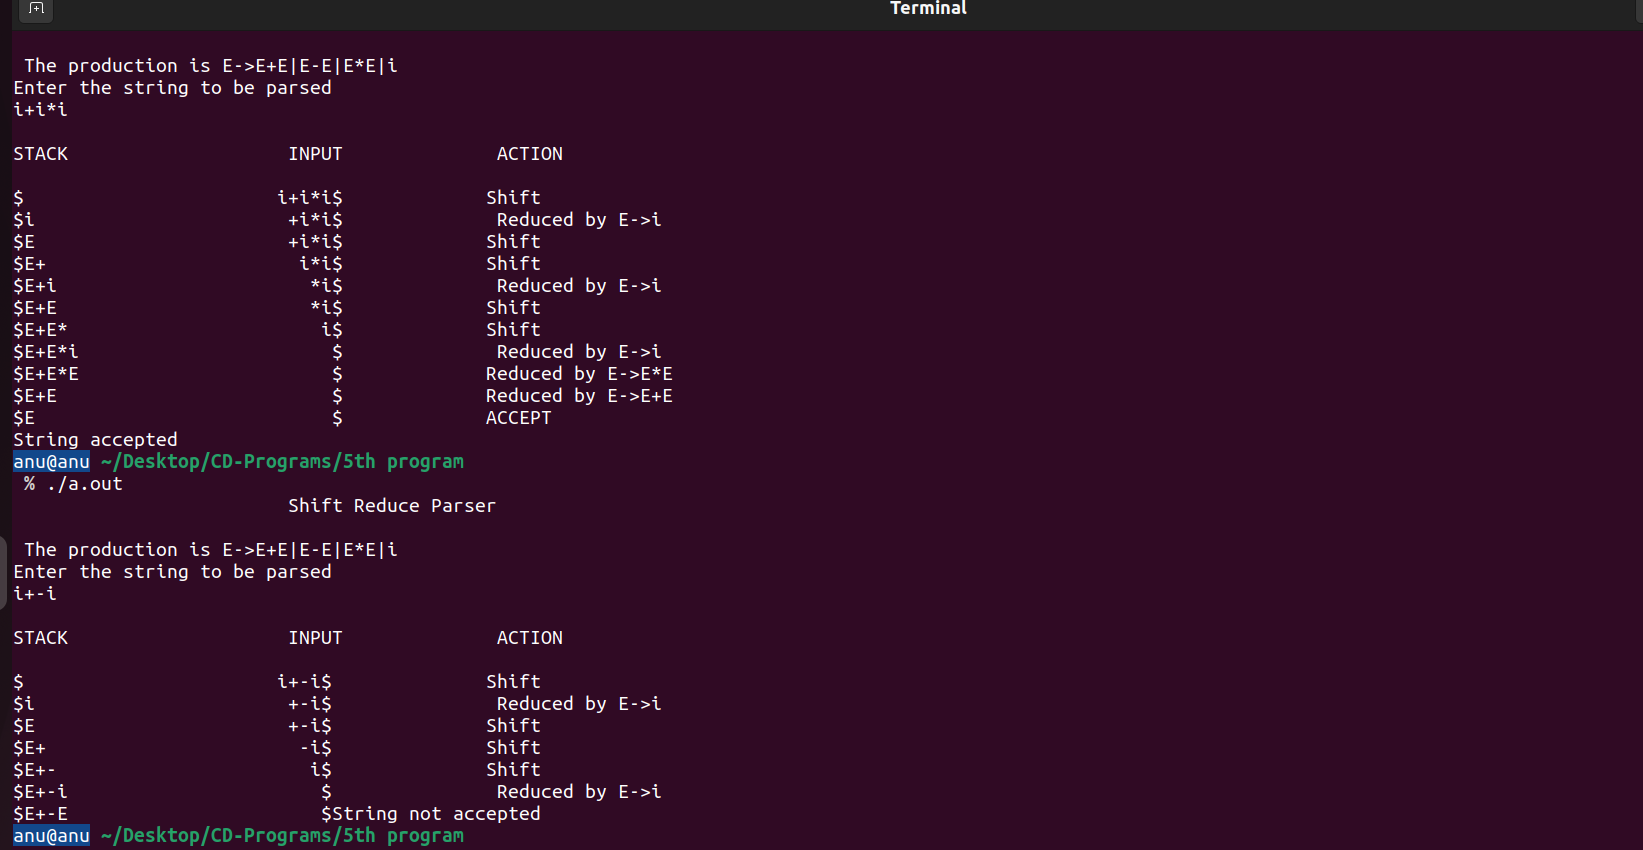 Terminal
The production is E->E+E|E-E|E*E|i
Enter the string to be parsed
i+i*i
STACK                    INPUT              ACTION
$                       i+i*i$             Shift
$i                       +i*i$              Reduced by E->i
$E                       +i*i$             Shift
$E+                       i*i$             Shift
$E+i                       *i$              Reduced by E->i
$E+E                       *i$             Shift
$E+E*                       i$             Shift
$E+E*i                       $              Reduced by E->i
$E+E*E                       $             Reduced by E->E*E
$E+E                         $             Reduced by E->E+E
$E                           $             ACCEPT
String accepted
anu@anu ~/Desktop/CD-Programs/5th program
% ./a.out
Shift Reduce Parser
The production is E->E+E|E-E|E*E|i
Enter the string to be parsed
i+-i
STACK                    INPUT              ACTION
$                       i+-i$              Shift
$i                       +-i$               Reduced by E->i
$E                       +-i$              Shift
$E+                       -i$              Shift
$E+-                       i$              Shift
$E+-i                       $               Reduced by E->i
$E+-E                       $String not accepted
anu@anu ~/Desktop/CD-Programs/5th program